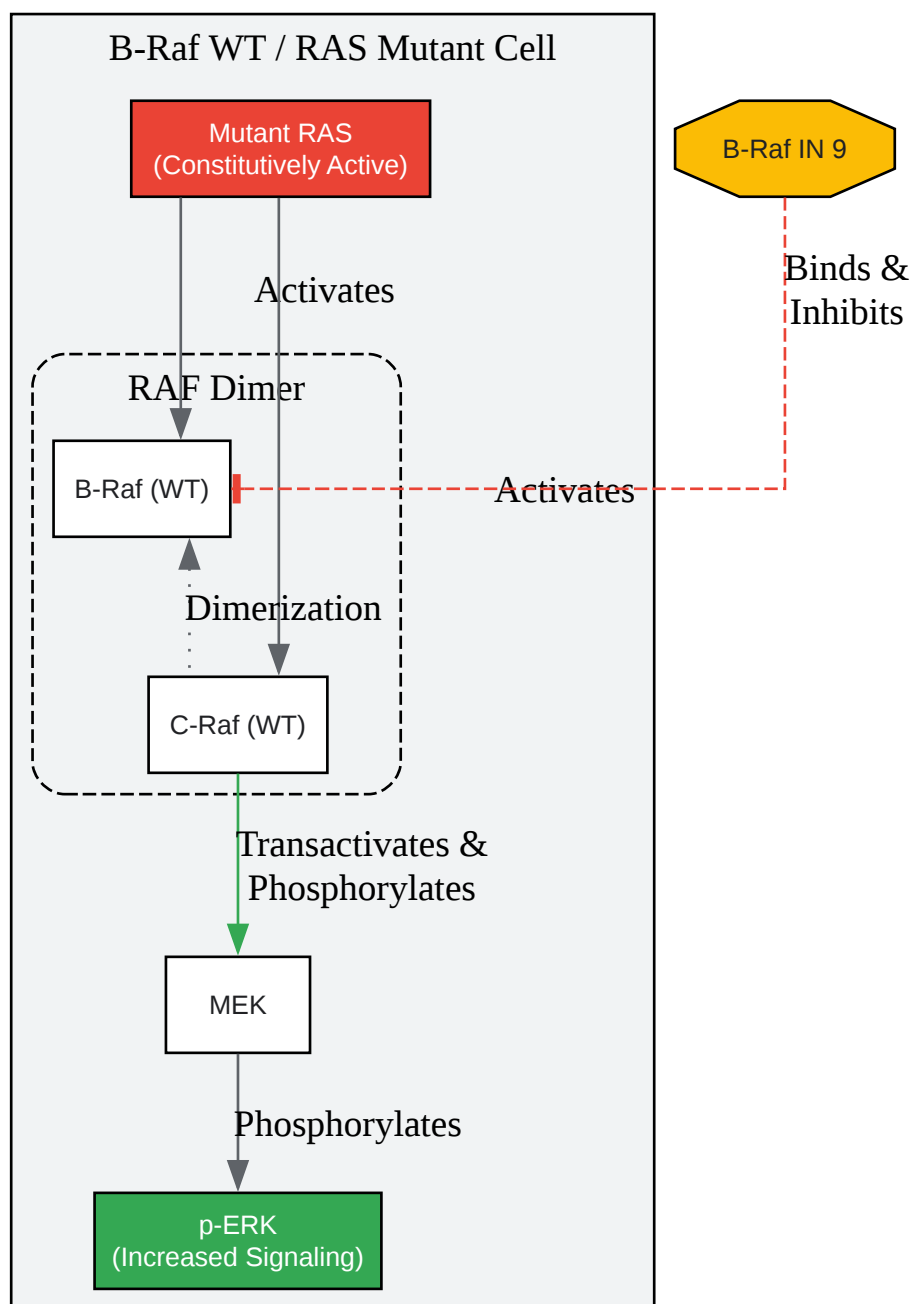 B-Raf WT / RAS Mutant Cell
Mutant RAS
(Constitutively Active)
B-Raf IN 9
Binds &
Inhibits
Activates
RAF Dimer
B-Raf (WT)
Activates
Dimerization
C-Raf (WT)
Transactivates &
Phosphorylates
MEK
Phosphorylates
p-ERK
(Increased Signaling)